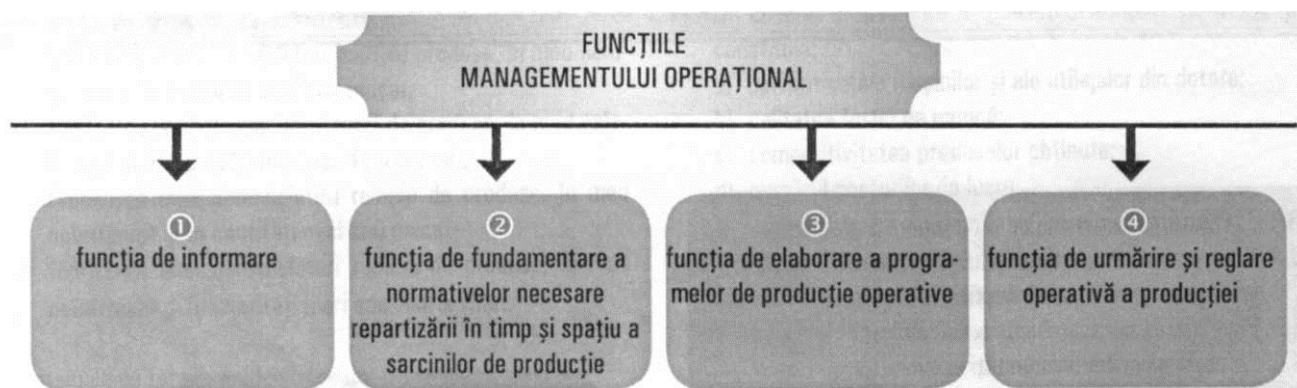 FUNCȚIILE
MANAGEMENTULUI OPERAȚIONAL
1
funcția de informare
2
funcția de fundamentare a
normativelor necesare
repartizării în timp și spațiu a
sarcinilor de producție
3
funcția de elaborare a progra-
melor de producție operative
4
funcția de urmărire și reglare
operativă a producției